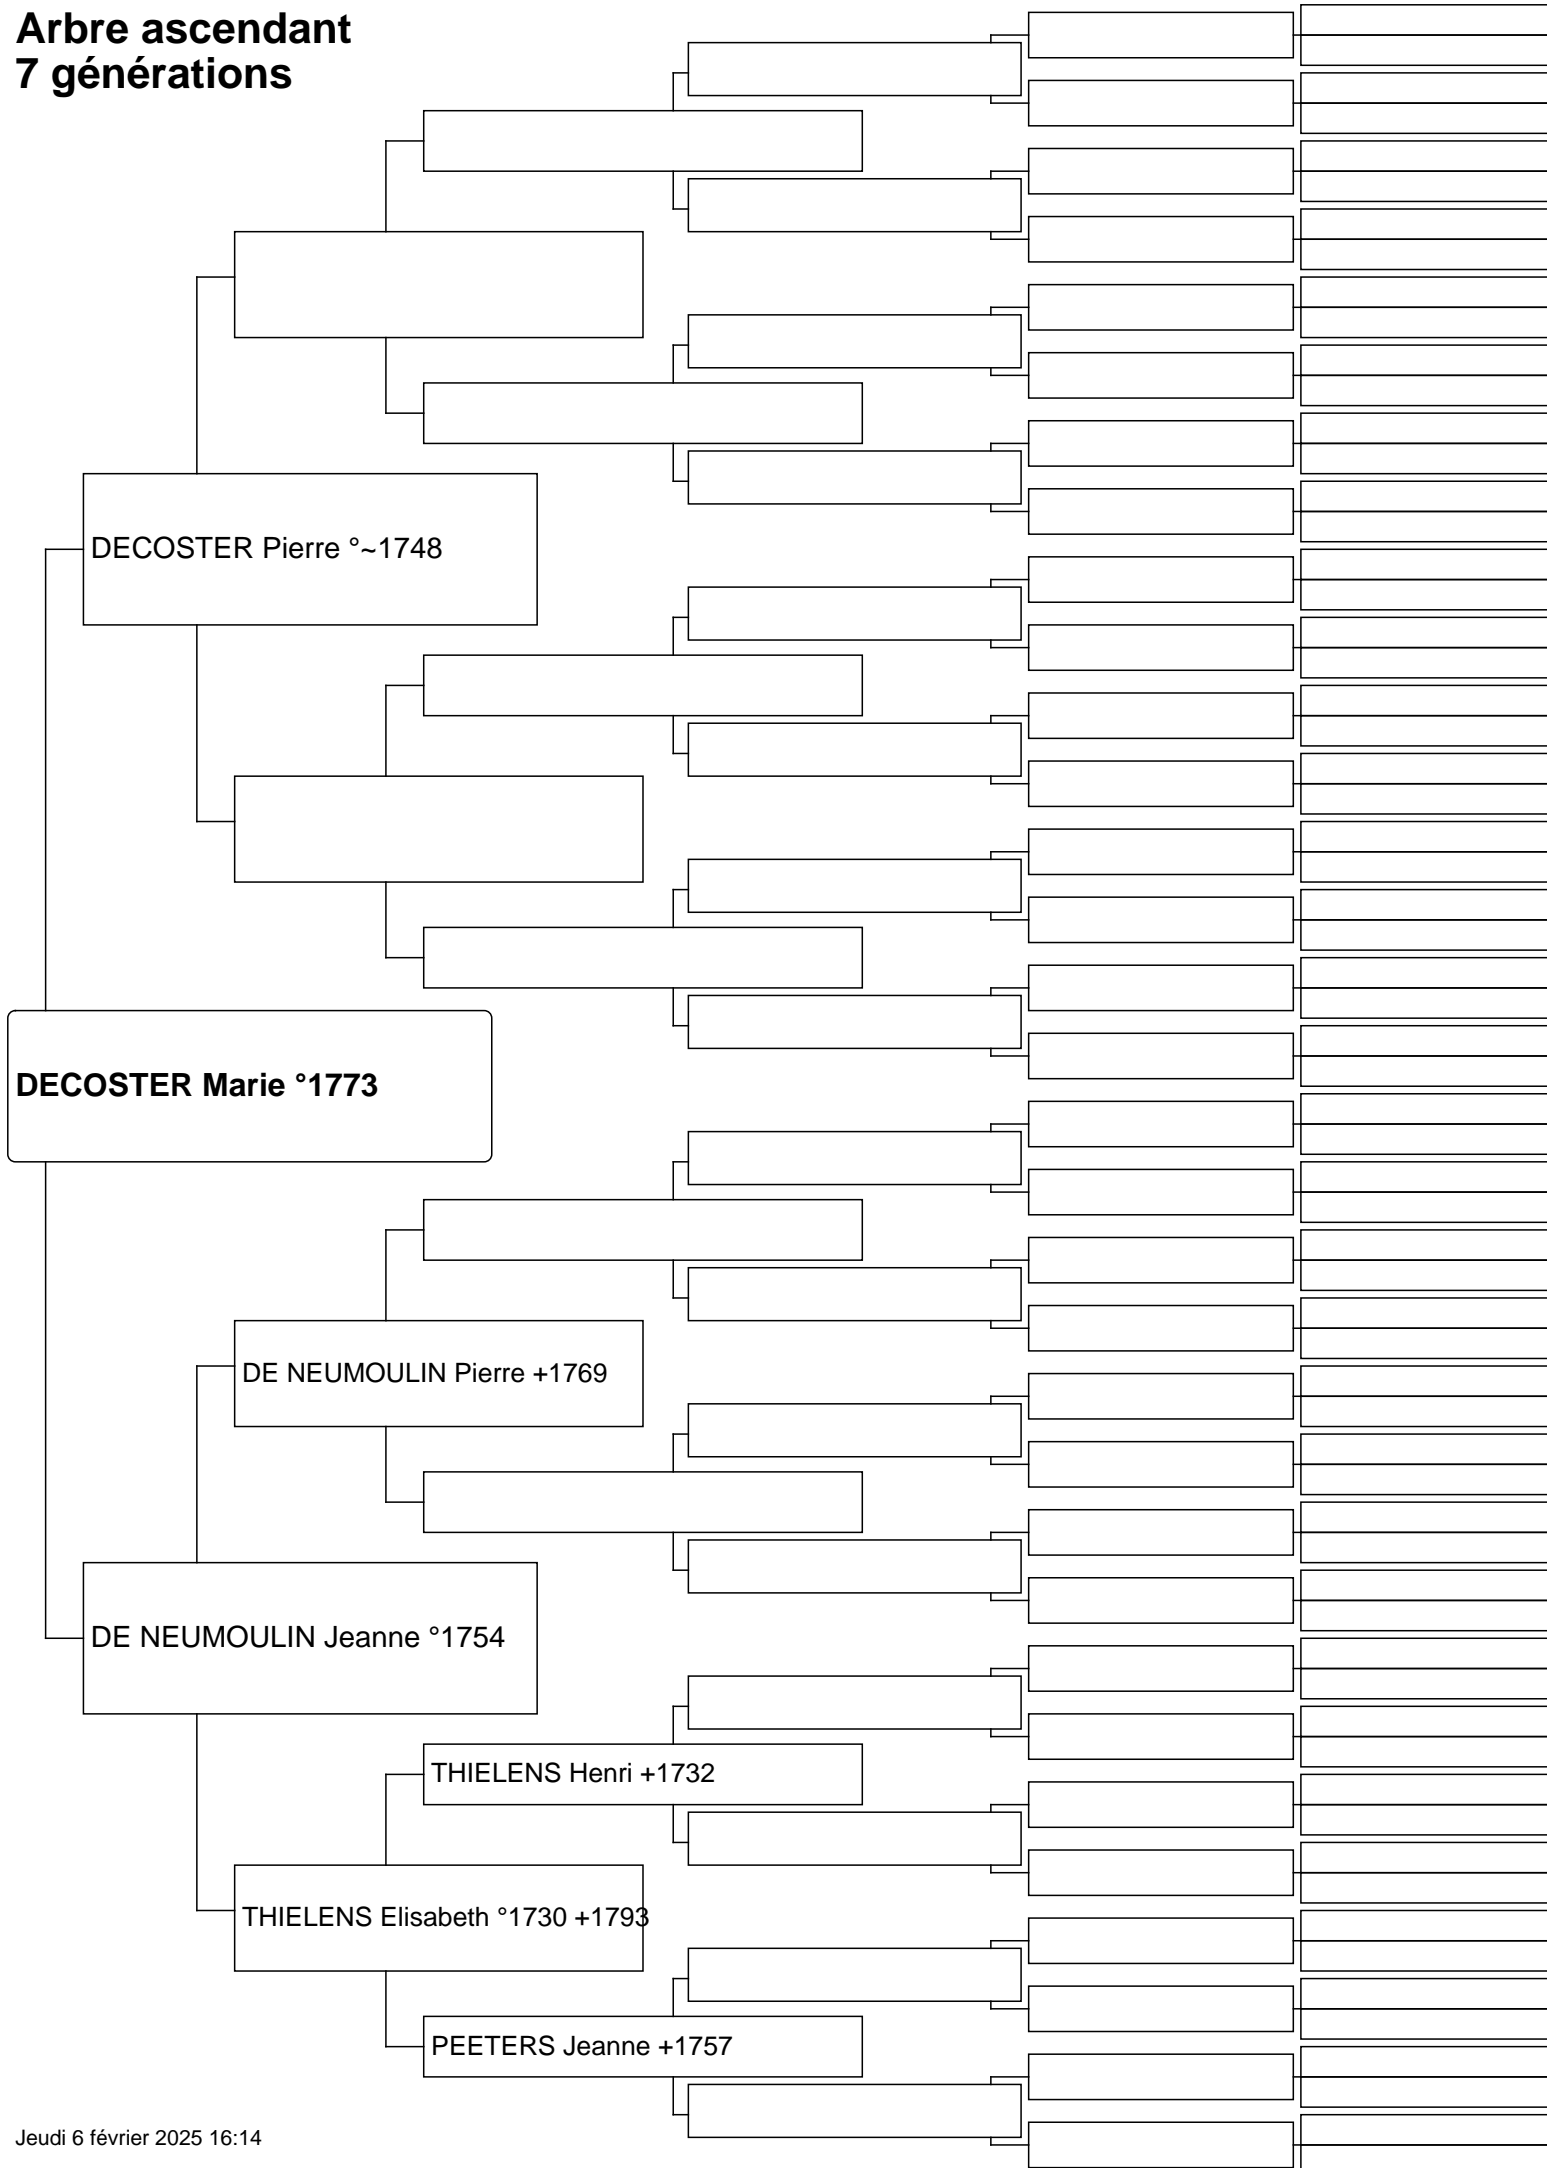 Arbre ascendant
7 générations
DECOSTER Pierre °~1748
DECOSTER Marie °1773
DE NEUMOULIN Pierre +1769
DE NEUMOULIN Jeanne °1754
THIELENS Henri +1732
THIELENS Elisabeth °1730 +1793
PEETERS Jeanne +1757
Jeudi 6 février 2025 16:14